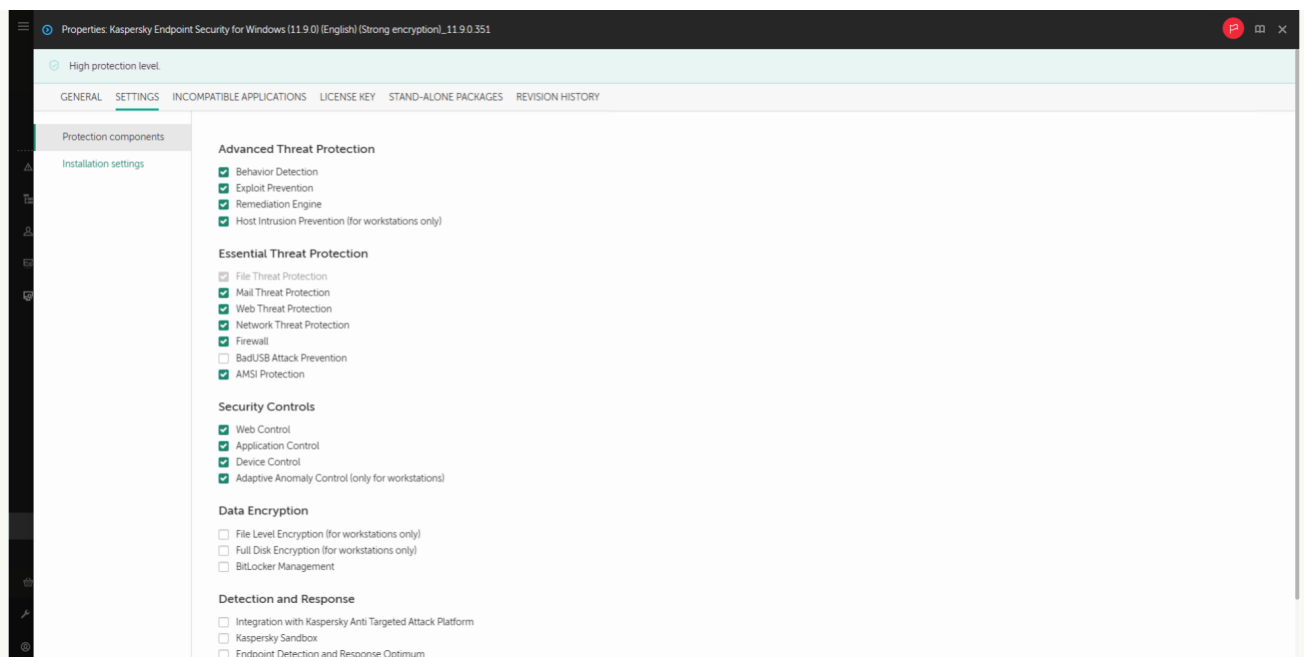 Properties: Kaspersky Endpoint Security for Windows (11.9.0) (English) (Strong encryption)_11.9.0.351
High protection level.
GENERAL SETTINGS INCOMPATIBLE APPLICATIONS LICENSE KEY STAND-ALONE PACKAGES REVISION HISTORY
Protection components
Installation settings
Advanced Threat Protection
Behavior Detection
Exploit Prevention
Remediation Engine
Host Intrusion Prevention (for workstations only)
Essential Threat Protection
File Threat Protection
Mail Threat Protection
Web Threat Protection
Network Threat Protection
Firewall
BadUSB Attack Prevention
AMSI Protection
Security Controls
Web Control
Application Control
Device Control
Adaptive Anomaly Control (only for workstations)
Data Encryption
File Level Encryption (for workstations only)
Full Disk Encryption (for workstations only)
BitLocker Management
Detection and Response
Integration with Kaspersky Anti Targeted Attack Platform
Kaspersky Sandbox
Endpoint Detection and Response Optimum